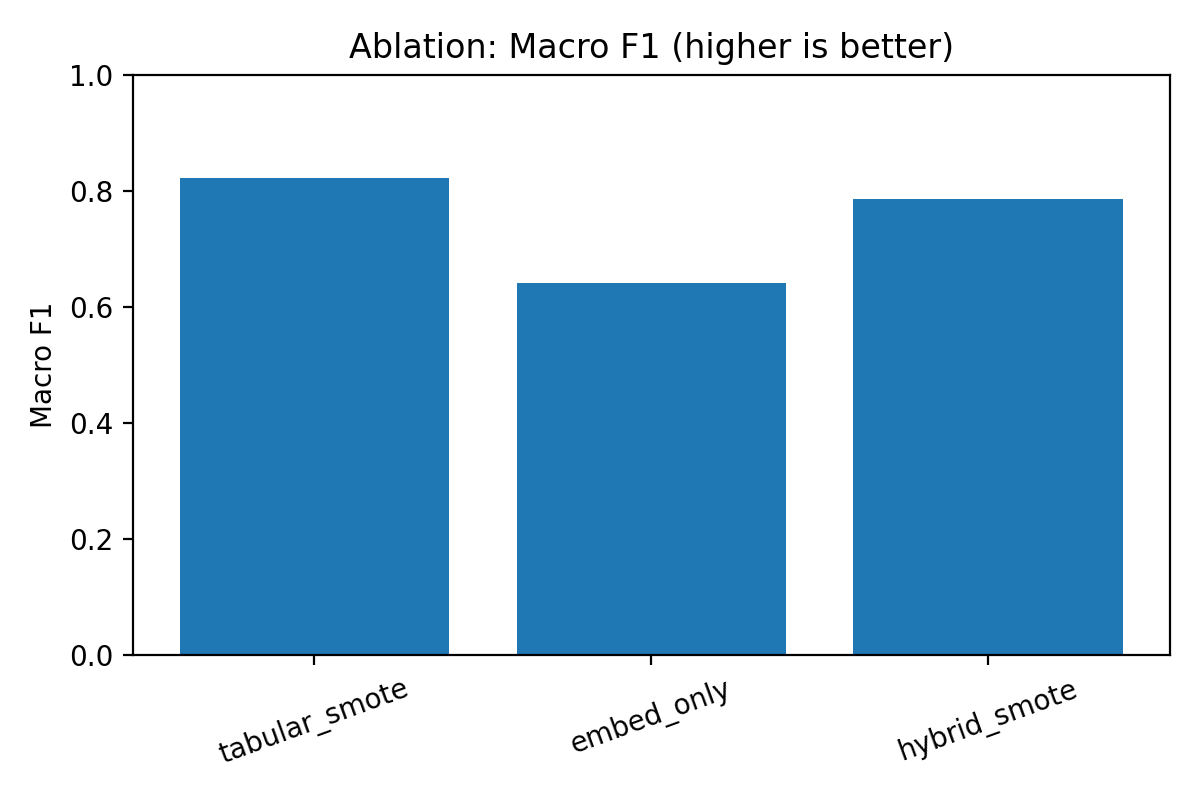 Ablation: Macro F1 (higher is better)
Macro F1
1.0
0.8
0.6
0.4
0.2
0.0
tabular_smote
embed_only
hybrid_smote